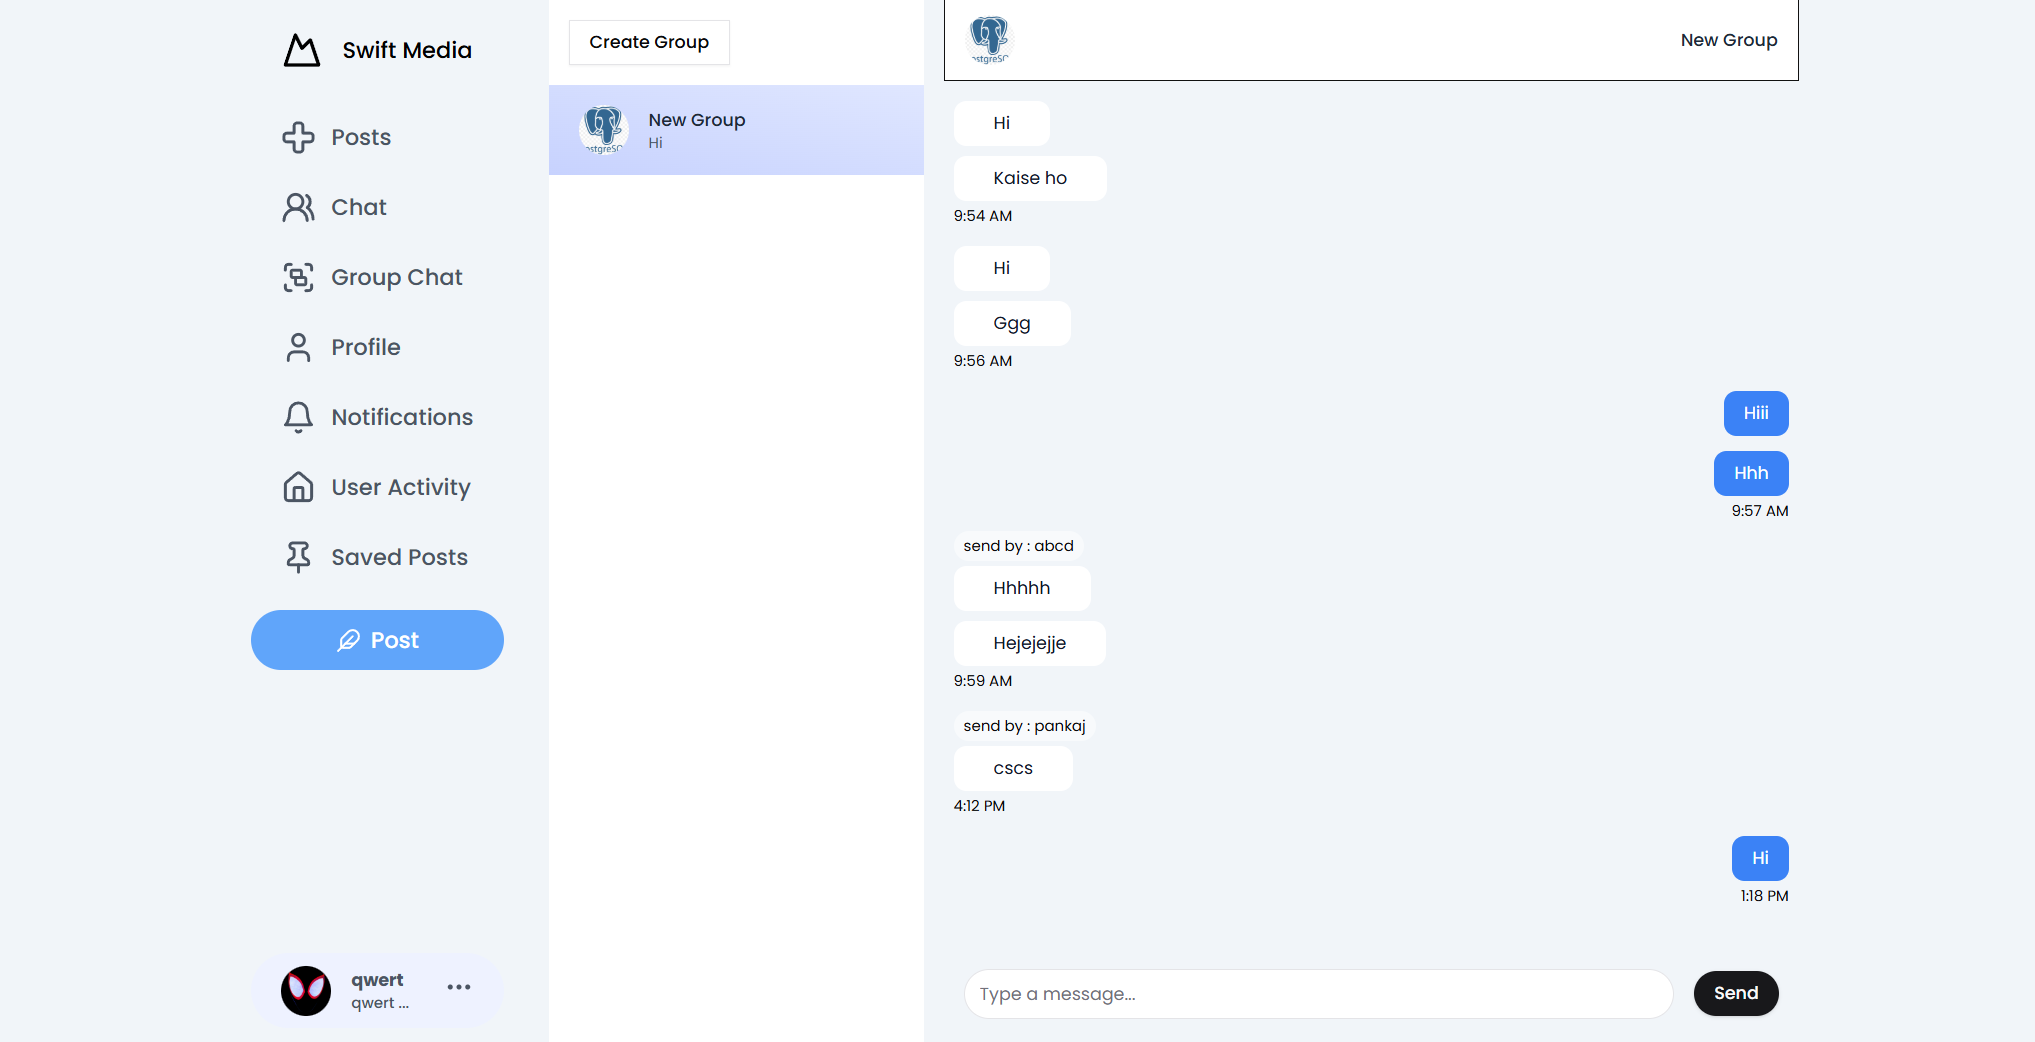 Swift Media
Posts
Chat
Group Chat
Profile
Notifications
User Activity
Saved Posts
Post
qwert
qwert ...
Create Group
New Group
Hi
New Group
Hi
Kaise ho
9:54 AM
Hi
Ggg
9:56 AM
Hiii
Hhh
9:57 AM
send by : abcd
Hhhhh
Hejejejje
9:59 AM
send by : pankaj
cscs
4:12 PM
Hi
1:18 PM
Type a message...
Send